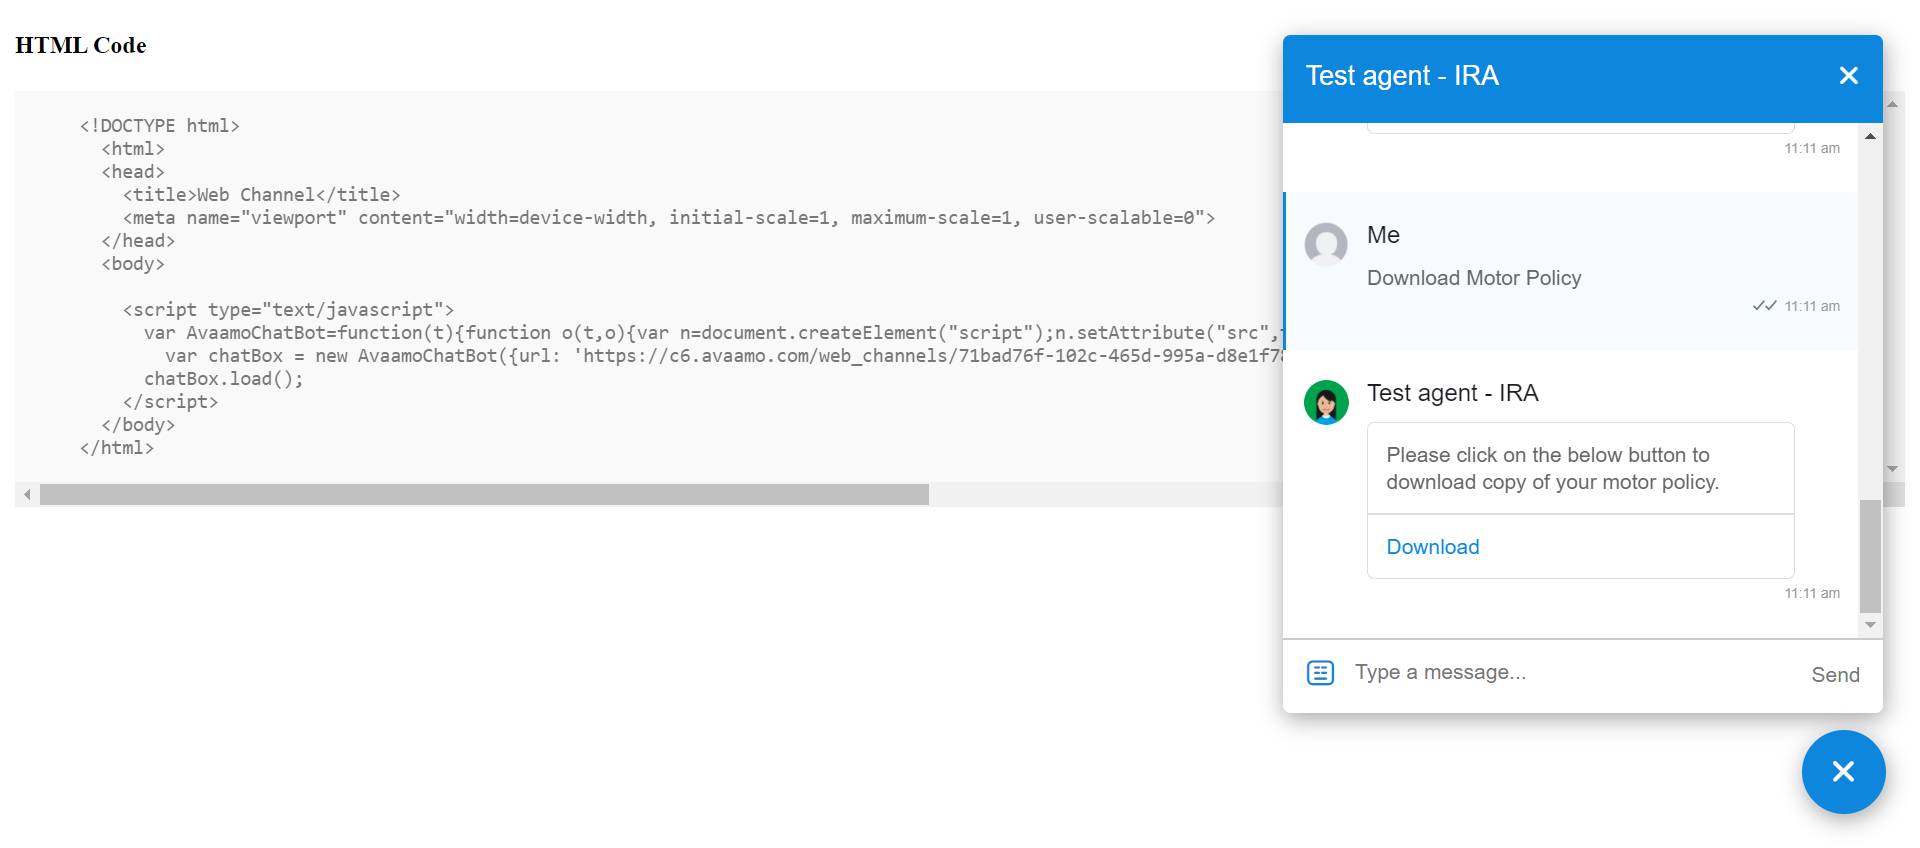 HTML Code
<!DOCTYPE html>
<html>
<head>
<title>Web Channel</title>
<meta name="viewport" content="width=device-width, initial-scale=1, maximum-scale=1, user-scalable=0">
</head>
<body>
<script type="text/javascript">
var AvaamoChatBot=function(t){function o(t,o){var n=document.createElement("script");n.setAttribute("src",
var chatBox = new AvaamoChatBot({url: 'https://c6.avaamo.com/web_channels/71bad76f-102c-465d-995a-d8e1f78
chatBox.load();
</script>
</body>
</html>
Test agent - IRA
11:11 am
Me
Download Motor Policy
11:11 am
Test agent - IRA
Please click on the below button to
download copy of your motor policy.
Download
11:11 am
Type a message...
Send